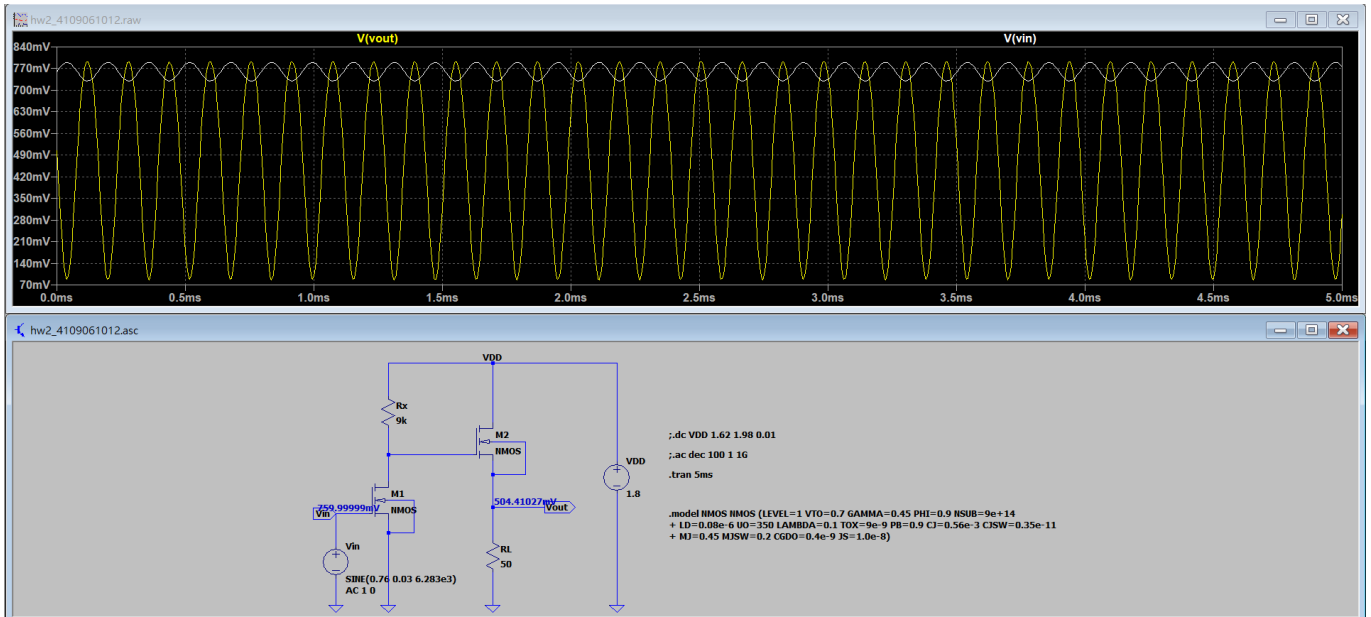 hw2_4109061012.raw
V(vout) V(vin)
840mV
770mV
700mV
630mV
560mV
490mV
420mV
350mV
280mV
210mV
140mV
70mV
0.0ms 0.5ms 1.0ms 1.5ms 2.0ms 2.5ms 3.0ms 3.5ms 4.0ms 4.5ms 5.0ms
hw2_4109061012.asc
VDD
Rx
9k
M2
NMOS
;.dc VDD 1.62 1.98 0.01
;.ac dec 100 1 1G
.tran 5ms
VDD
1.8
M1
NMOS
759.99999mV
Vin
504.41027mV
Vout
.model NMOS NMOS (LEVEL=1 VTO=0.7 GAMMA=0.45 PHI=0.9 NSUB=9e+14
+ LD=0.08e-6 UO=350 LAMBDA=0.1 TOX=9e-9 PB=0.9 CJ=0.56e-3 CJSW=0.35e-11
+ MJ=0.45 MJSW=0.2 CGDO=0.4e-9 JS=1.0e-8)
Vin
RL
50
SINE(0.76 0.03 6.283e3)
AC 1 0